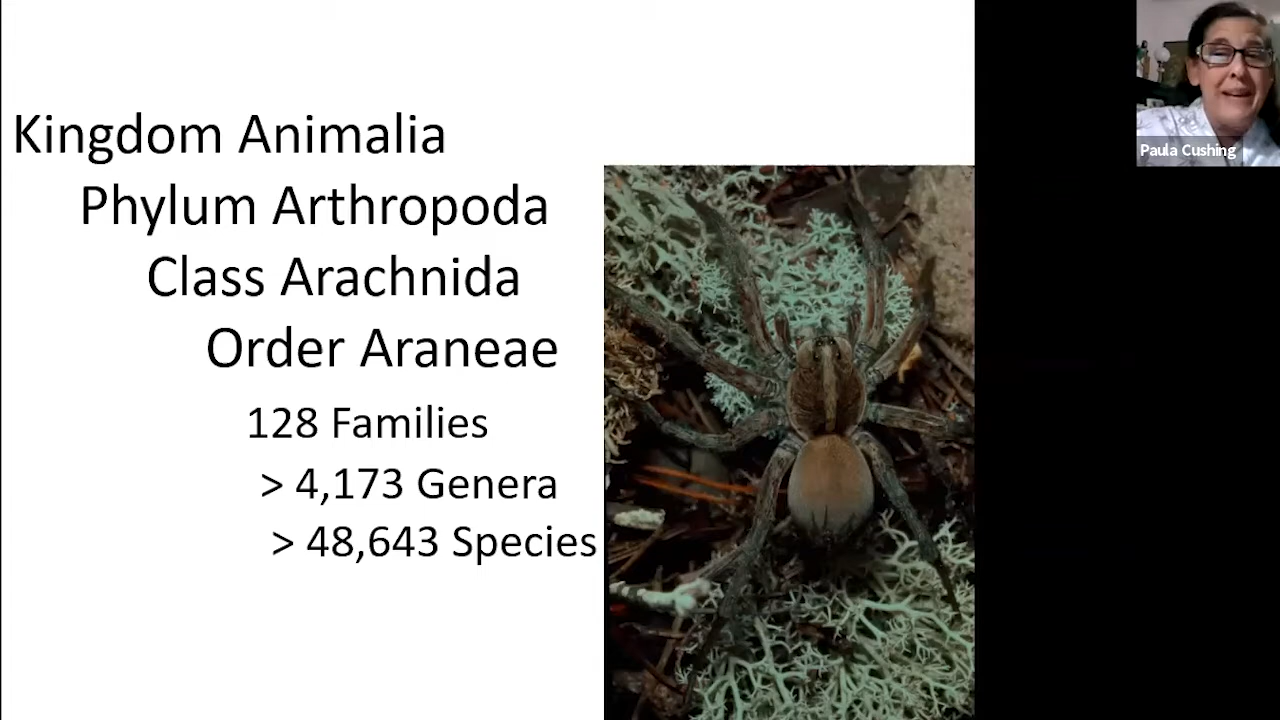 Kingdom Animalia
Phylum Arthropoda
Class Arachnida
Order Araneae
128 Families
> 4,173 Genera
> 48,643 Species
Paula Cushing